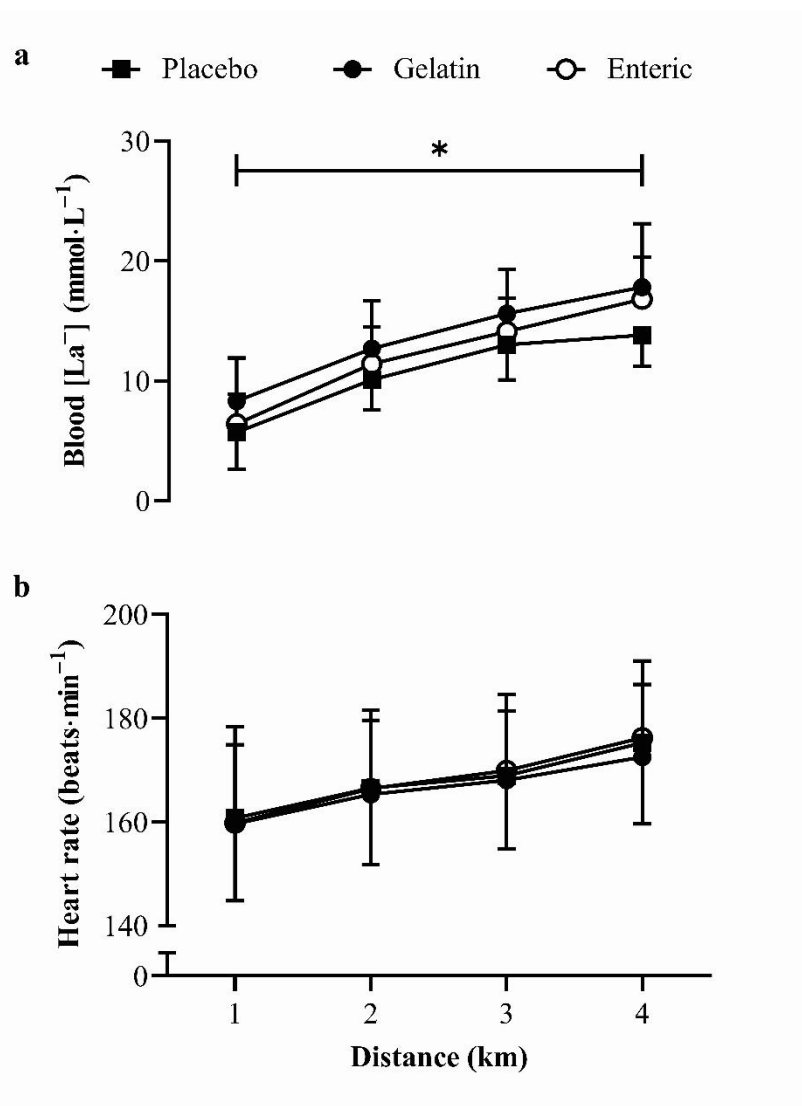 a
Placebo Gelatin Enteric
30
*
20
10
0
Blood [La⁻] (mmol·L⁻¹)
b
200
180
160
140
0
Heart rate (beats·min⁻¹)
1 2 3 4
Distance (km)